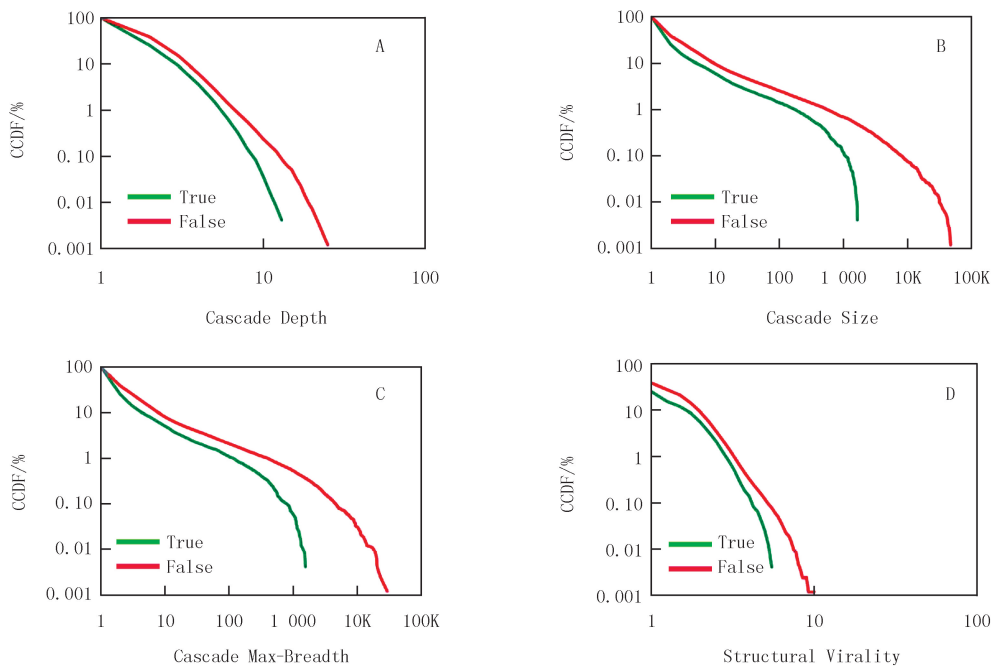 A
CCDF/%
100
10
1
0.10
0.01
0.001
True
False
1 10 100
Cascade Depth
B
CCDF/%
100
10
1
0.10
0.01
0.001
True
False
1 10 100 1 000 10K 100K
Cascade Size
C
CCDF/%
100
10
1
0.10
0.01
0.001
True
False
1 10 100 1 000 10K 100K
Cascade Max-Breadth
D
CCDF/%
100
10
1
0.10
0.01
0.001
True
False
1 10 100
Structural Virality